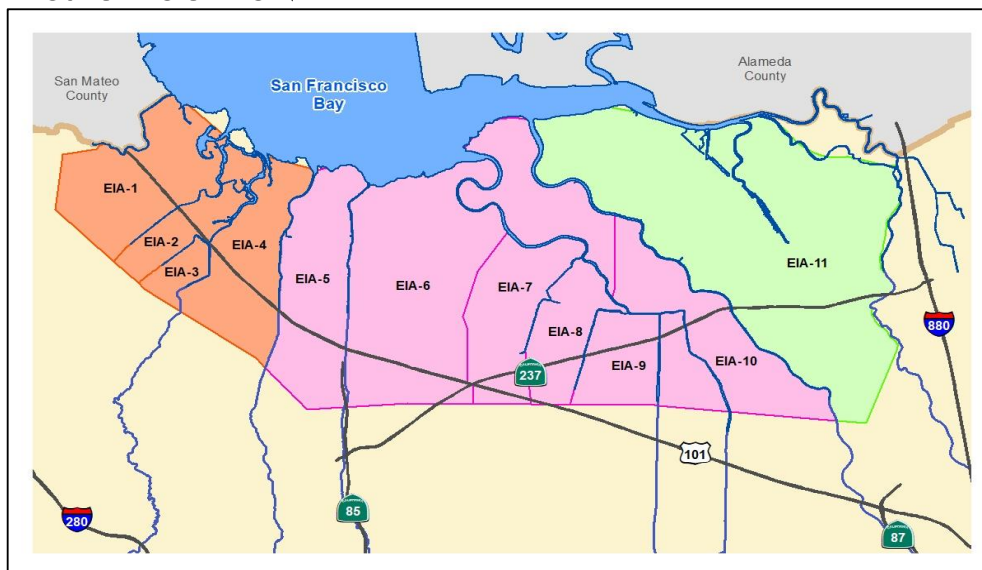 San Mateo
County
San Francisco
Bay
Alameda
County
EIA-1
EIA-2
EIA-3
EIA-4
EIA-5
EIA-6
EIA-7
EIA-8
EIA-9
EIA-10
EIA-11
880
237
101
280
85
87